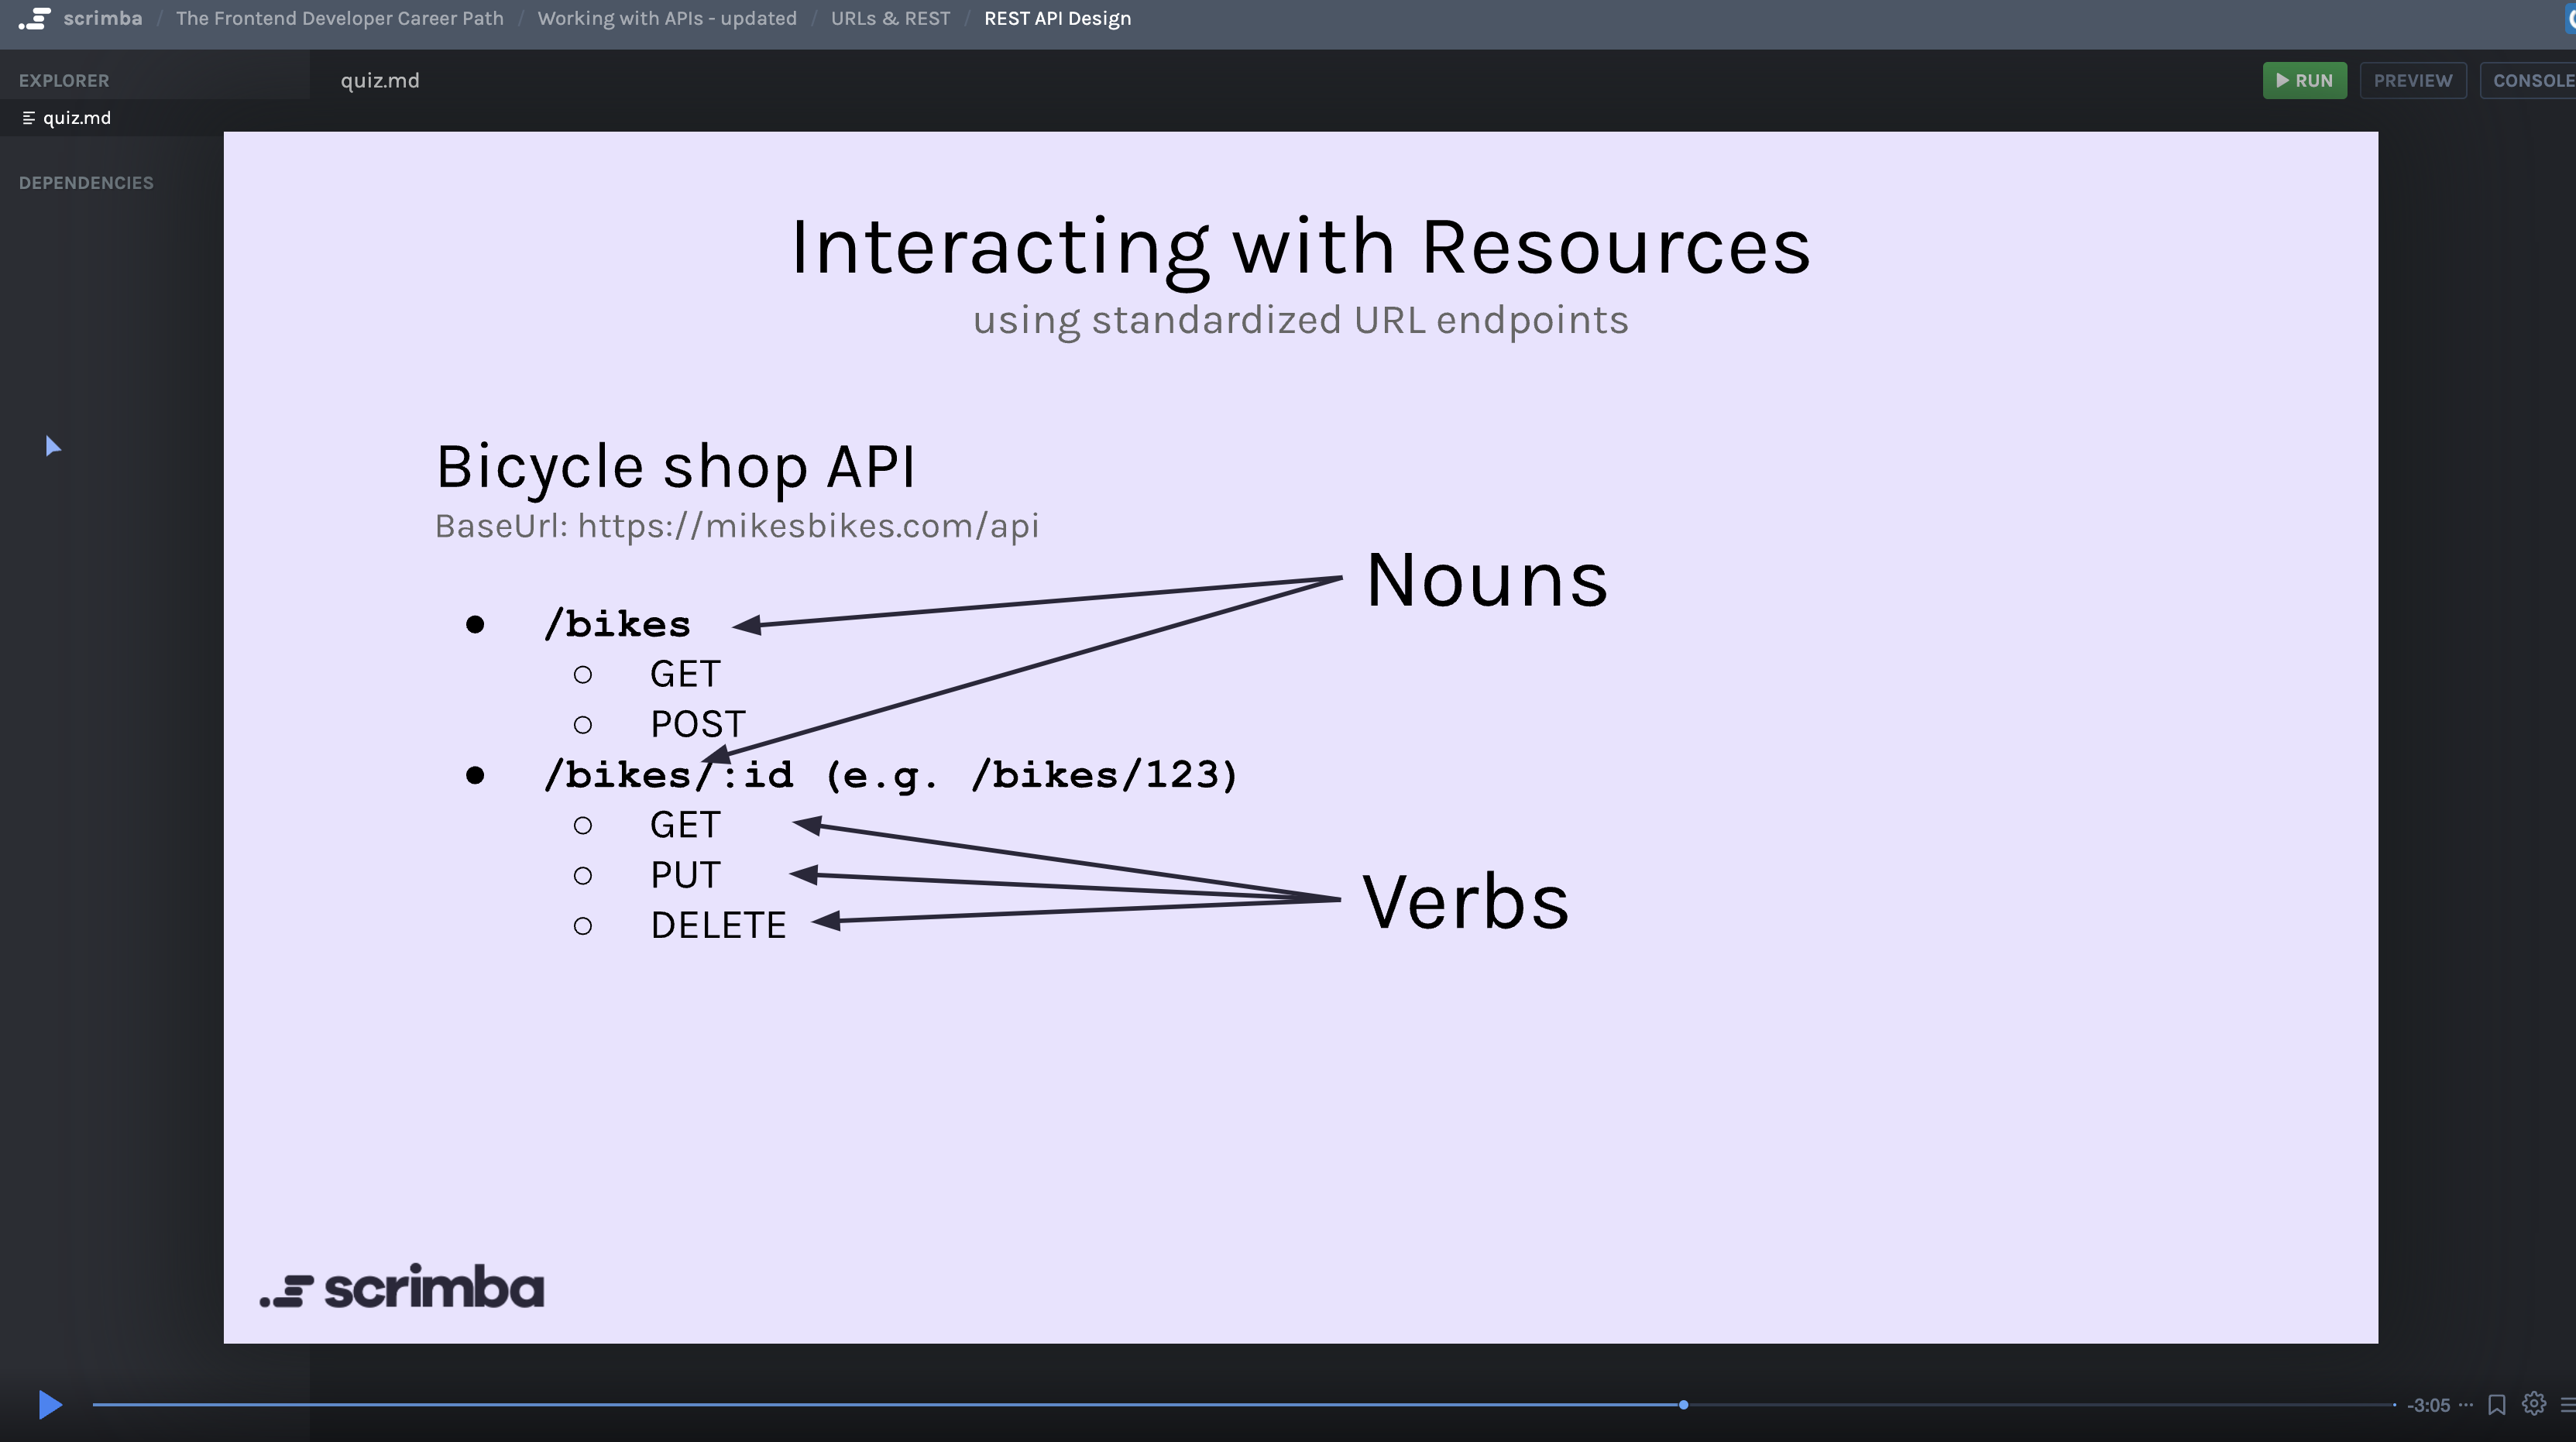 scrimba / The Frontend Developer Career Path / Working with APIs - updated / URLs & REST / REST API Design
EXPLORER
quiz.md
RUN
PREVIEW
CONSOLE
quiz.md
DEPENDENCIES
Interacting with Resources
using standardized URL endpoints
Bicycle shop API
BaseUrl: https://mikesbikes.com/api
Nouns
● /bikes
○ GET
○ POST
● /bikes/:id (e.g. /bikes/123)
○ GET
○ PUT
○ DELETE
Verbs
scrimba
-3:05